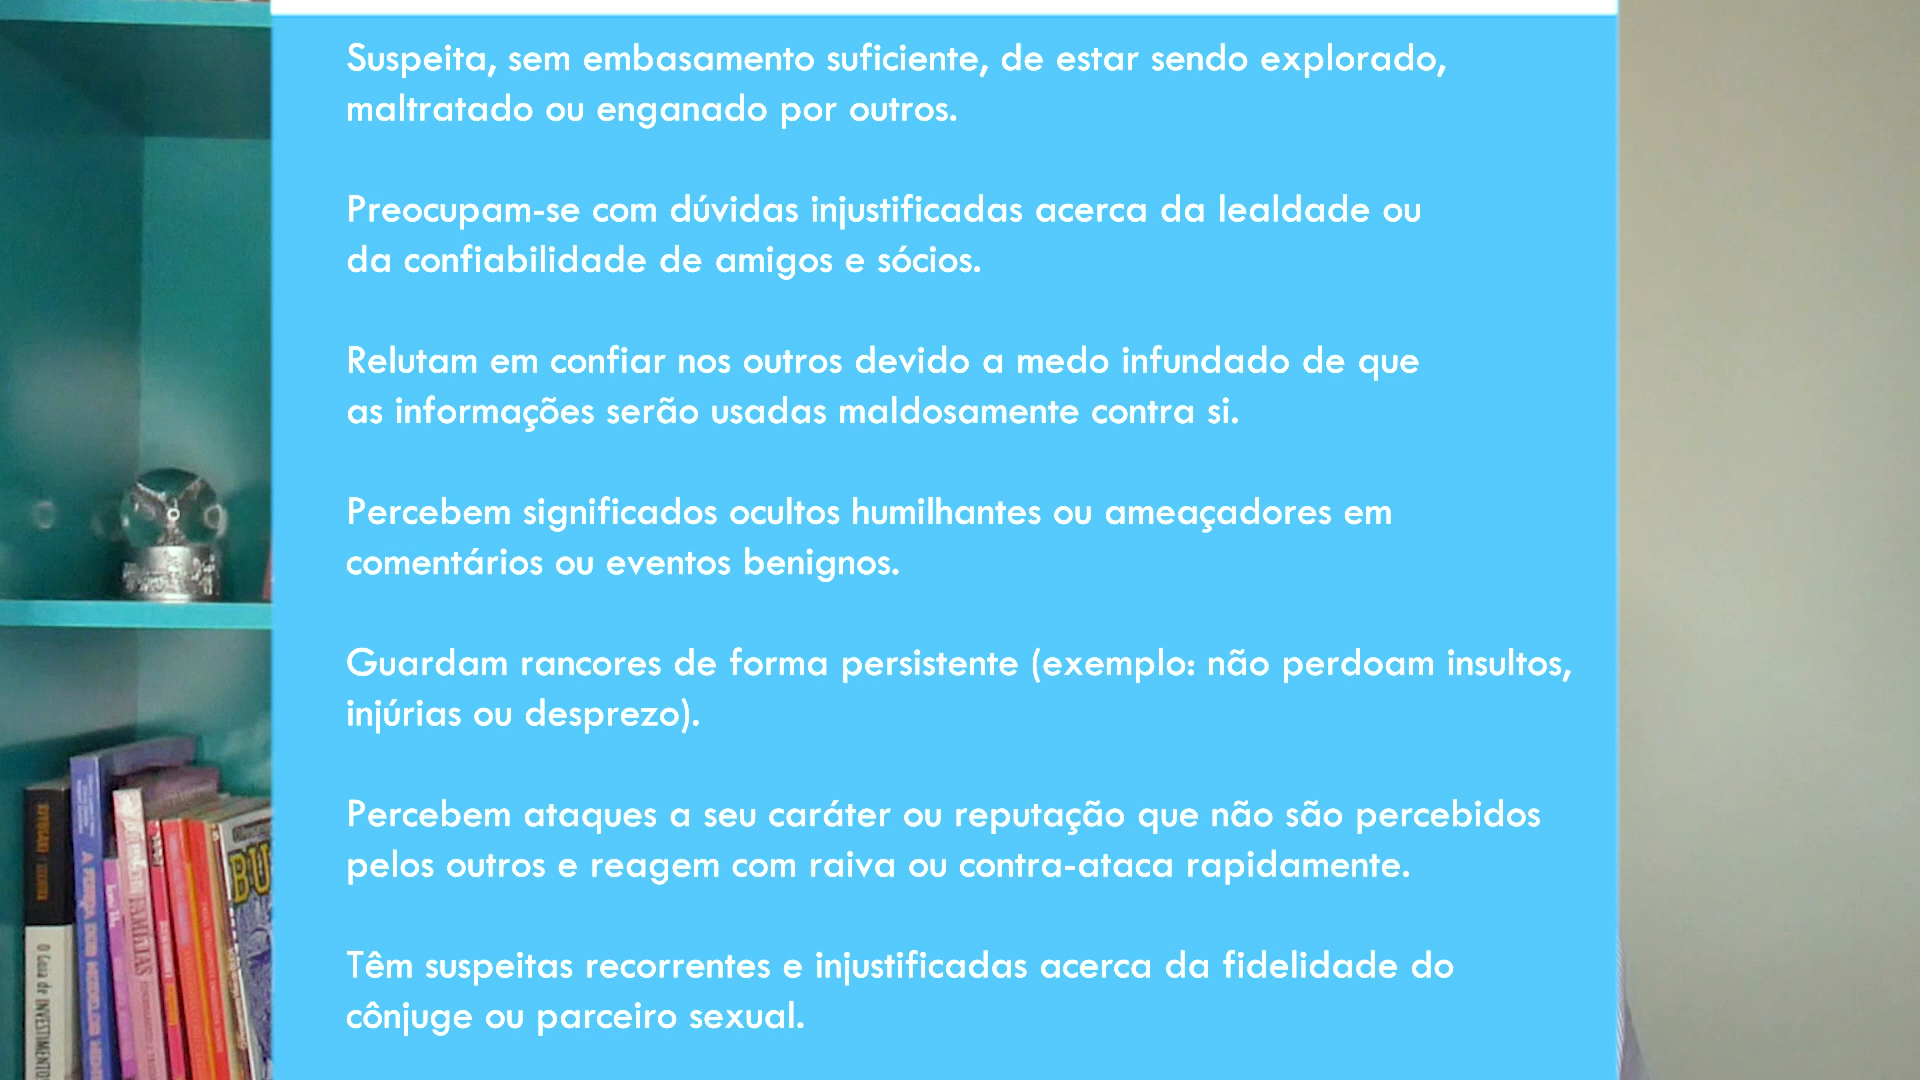 Suspeita, sem embasamento suficiente, de estar sendo explorado,
maltratado ou enganado por outros.
Preocupam-se com dúvidas injustificadas acerca da lealdade ou
da confiabilidade de amigos e sócios.
Relutam em confiar nos outros devido a medo infundado de que
as informações serão usadas maldosamente contra si.
Percebem significados ocultos humilhantes ou ameaçadores em
comentários ou eventos benignos.
Guardam rancores de forma persistente (exemplo: não perdoam insultos,
injúrias ou desprezo).
Percebem ataques a seu caráter ou reputação que não são percebidos
pelos outros e reagem com raiva ou contra-ataca rapidamente.
Têm suspeitas recorrentes e injustificadas acerca da fidelidade do
cônjuge ou parceiro sexual.
O Guia de INVESTIMENTOS
FAMÍLIAS
BU